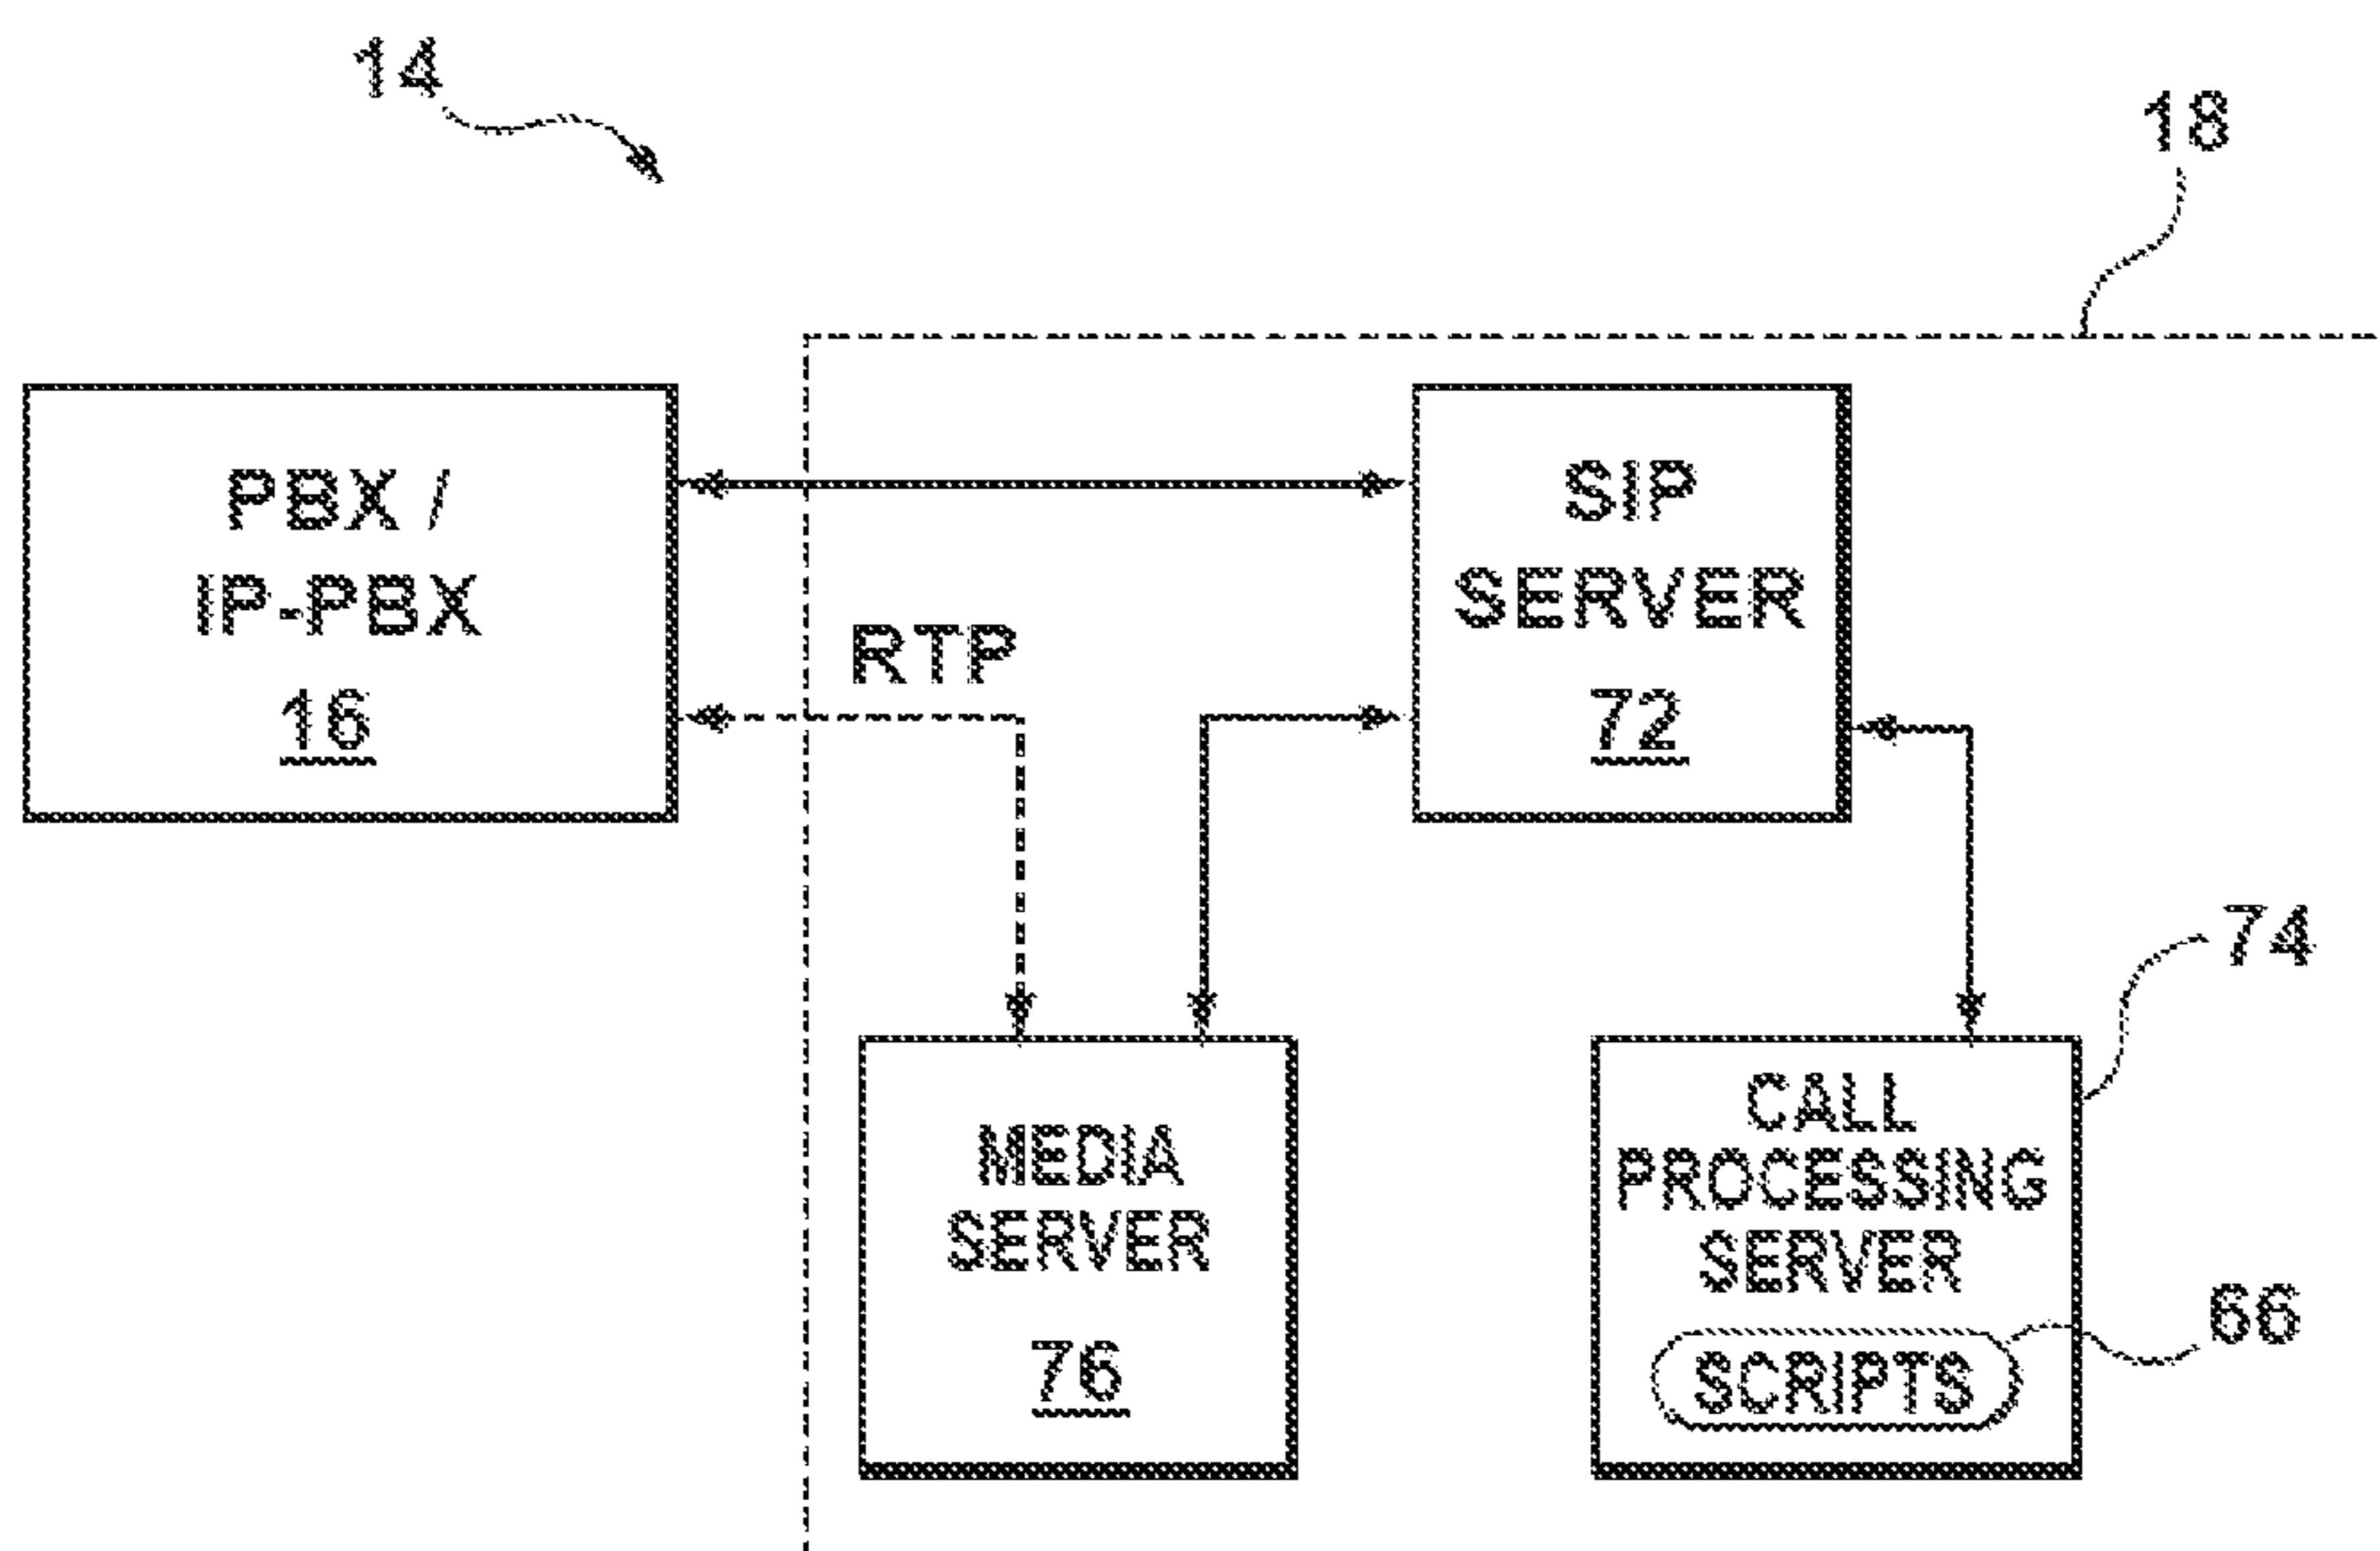 14
18
PBX /
IP-PBX
16
RTP
SIP
SERVER
72
74
MEDIA
SERVER
76
CALL
PROCESSING
SERVER
66
SCRIPTS